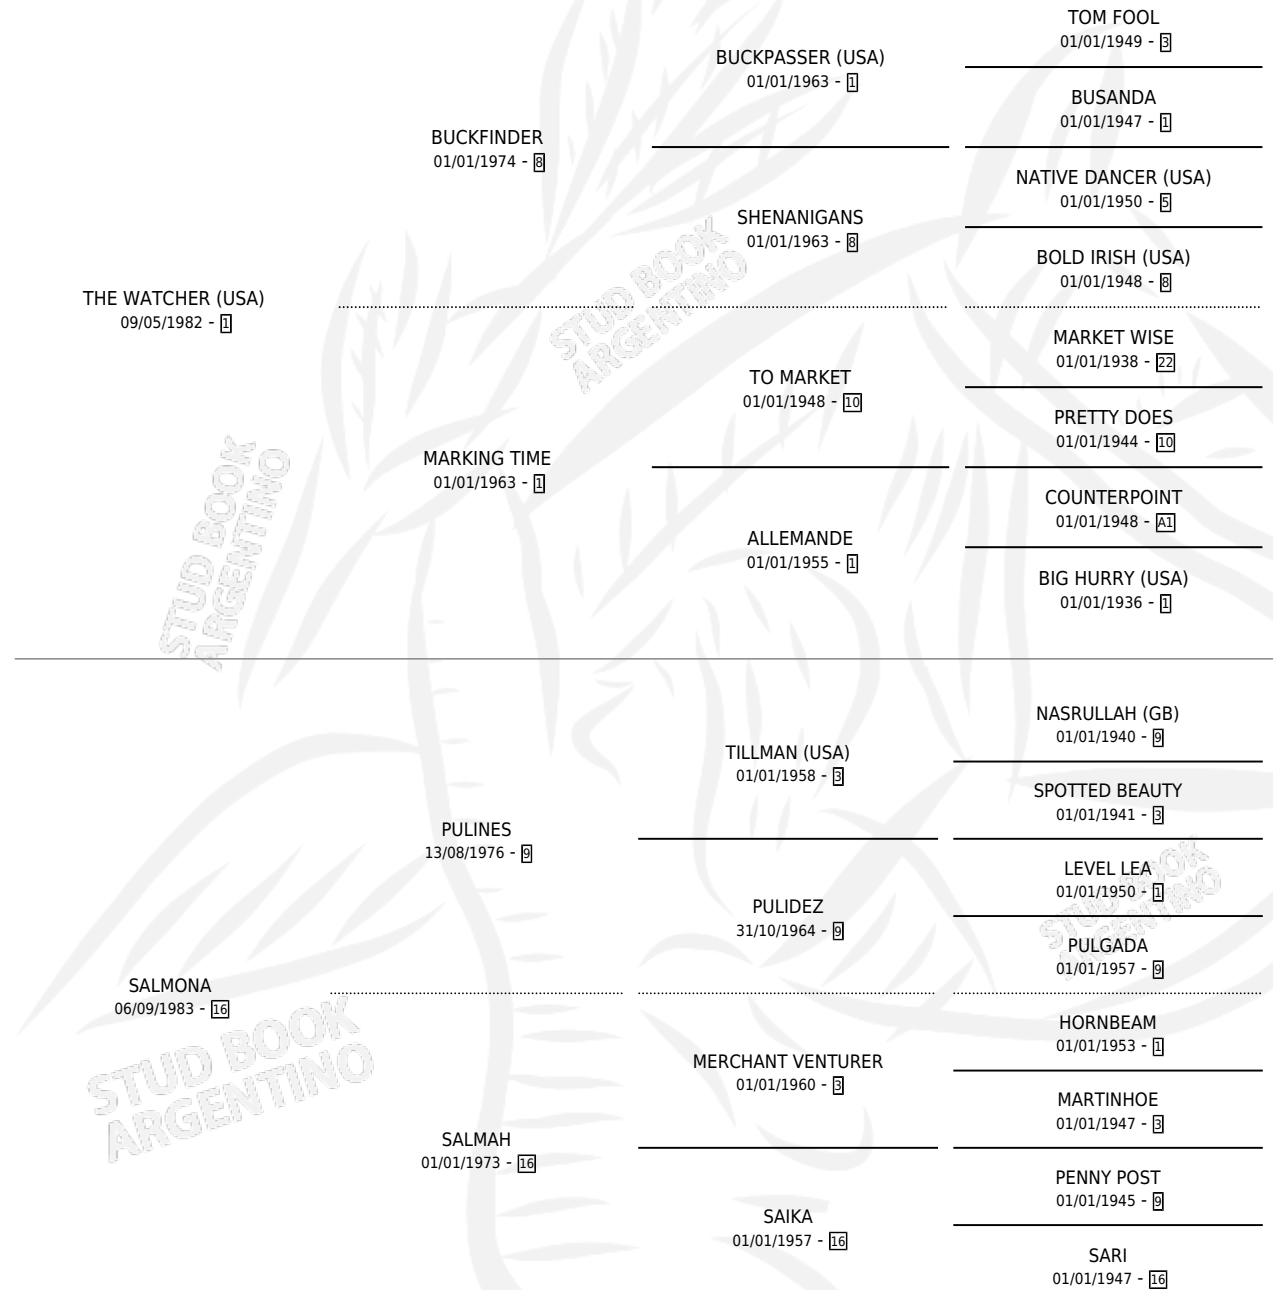 TOM FOOL
01/01/1949 - 3
BUCKPASSER (USA)
01/01/1963 - 1
BUSANDA
01/01/1947 - 1
BUCKFINDER
01/01/1974 - 8
NATIVE DANCER (USA)
01/01/1950 - 5
SHENANIGANS
01/01/1963 - 8
BOLD IRISH (USA)
01/01/1948 - 8
THE WATCHER (USA)
09/05/1982 - 1
STUD BOOK
ARGENTINO
MARKET WISE
01/01/1938 - 22
TO MARKET
01/01/1948 - 10
PRETTY DOES
01/01/1944 - 10
MARKING TIME
01/01/1963 - 1
COUNTERPOINT
01/01/1948 - A1
ALLEMANDE
01/01/1955 - 1
BIG HURRY (USA)
01/01/1936 - 1
STUD BOOK
ARGENTINO
NASRULLAH (GB)
01/01/1940 - 9
TILLMAN (USA)
01/01/1958 - 3
SPOTTED BEAUTY
01/01/1941 - 3
PULINES
13/08/1976 - 9
LEVEL LEA
01/01/1950 - 1
PULIDEZ
31/10/1964 - 9
STUD BOOK
ARGENTINO
PULGADA
01/01/1957 - 9
SALMONA
06/09/1983 - 16
HORNBEAM
01/01/1953 - 1
MERCHANT VENTURER
01/01/1960 - 3
STUD BOOK
ARGENTINO
MARTINHOE
01/01/1947 - 3
SALMAH
01/01/1973 - 16
PENNY POST
01/01/1945 - 9
SAIKA
01/01/1957 - 16
SARI
01/01/1947 - 16